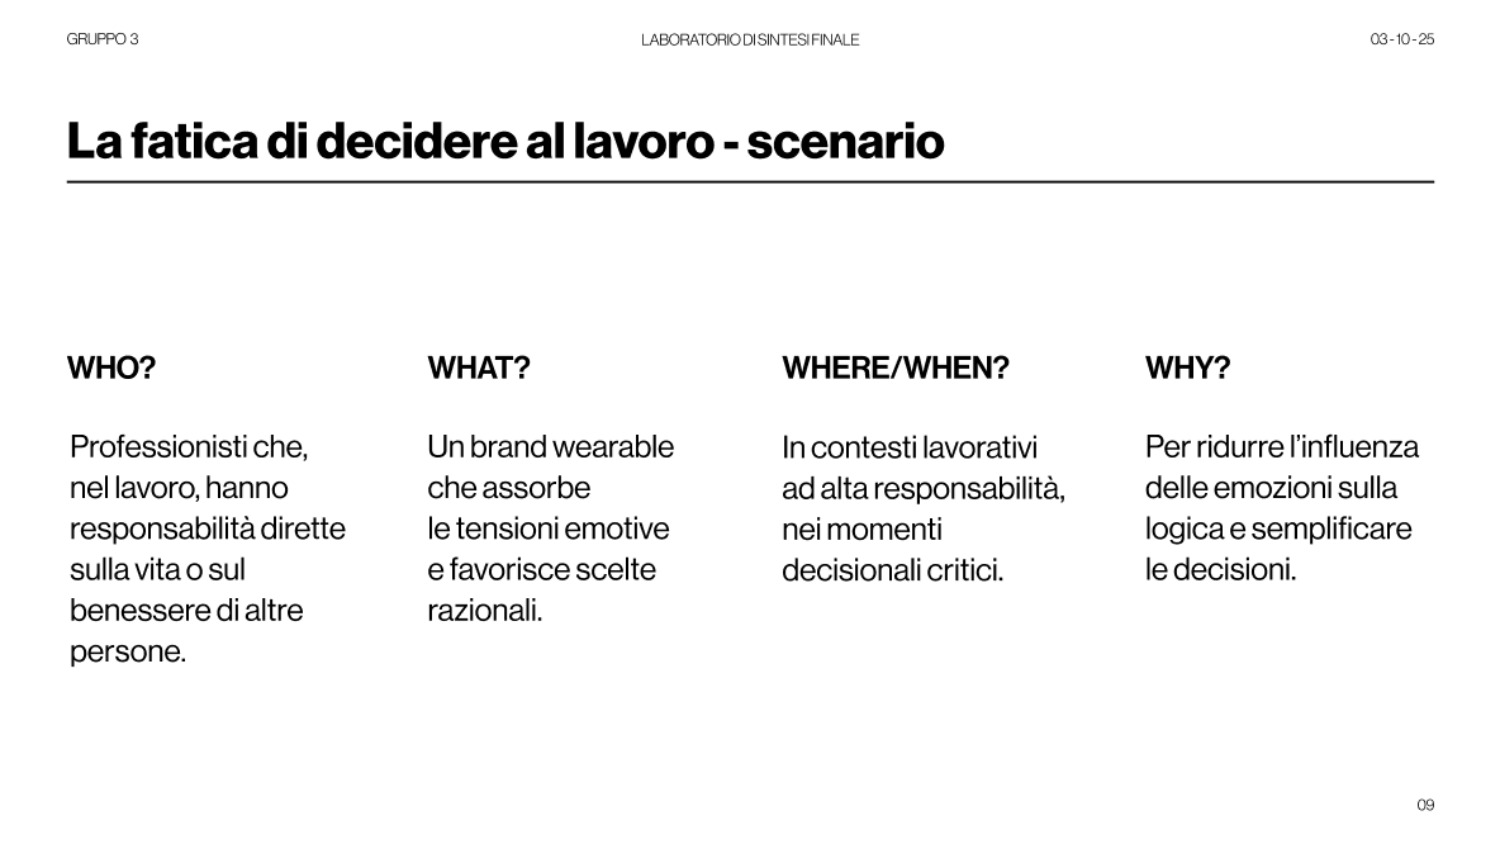 GRUPPO 3
LABORATORIO DI SINTESI FINALE
03-10-25
La fatica di decidere al lavoro - scenario
WHO?
Professionisti che,
nel lavoro, hanno
responsabilità dirette
sulla vita o sul
benessere di altre
persone.
WHAT?
Un brand wearable
che assorbe
le tensioni emotive
e favorisce scelte
razionali.
WHERE/WHEN?
In contesti lavorativi
ad alta responsabilità,
nei momenti
decisionali critici.
WHY?
Per ridurre l’influenza
delle emozioni sulla
logica e semplificare
le decisioni.
09